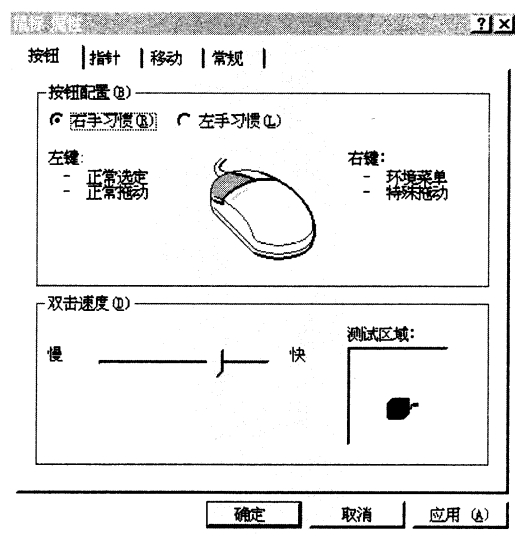 鼠标 属性
按钮 指针 移动 常规
按钮配置(B)
右手习惯(R) 左手习惯(L)
左键: 右键:
- 正常选定 - 环境菜单
- 正常拖动 - 特殊拖动
双击速度(D)
测试区域:
慢 快
确定 取消 应用(A)